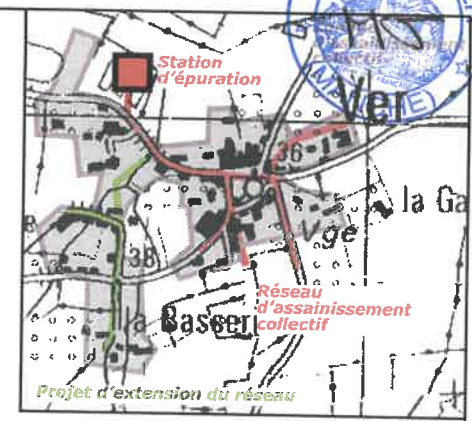 Station
d'épuration
Ver
36
la Ga
Vge
38
Réseau
d'assainissement
collectif
la Basser
Projet d'extension du réseau